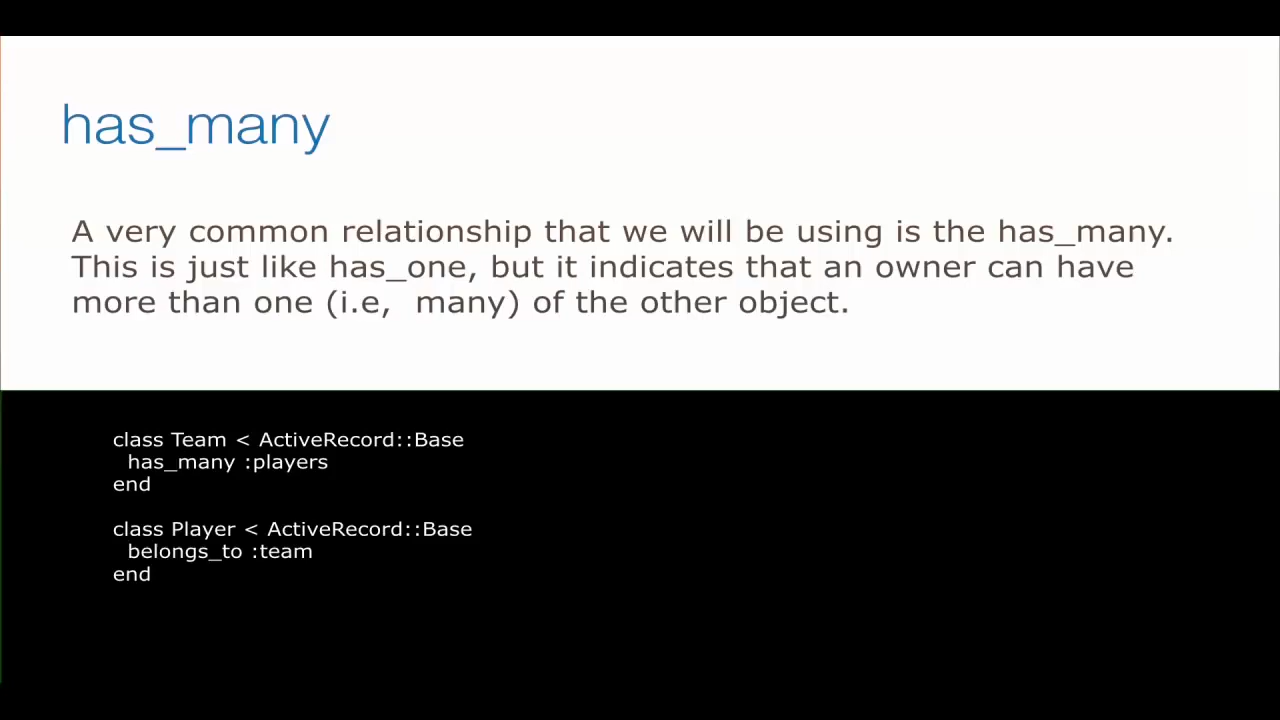 has_many
A very common relationship that we will be using is the has_many.
This is just like has_one, but it indicates that an owner can have
more than one (i.e,  many) of the other object.
class Team < ActiveRecord::Base
  has_many :players
end
class Player < ActiveRecord::Base
  belongs_to :team
end